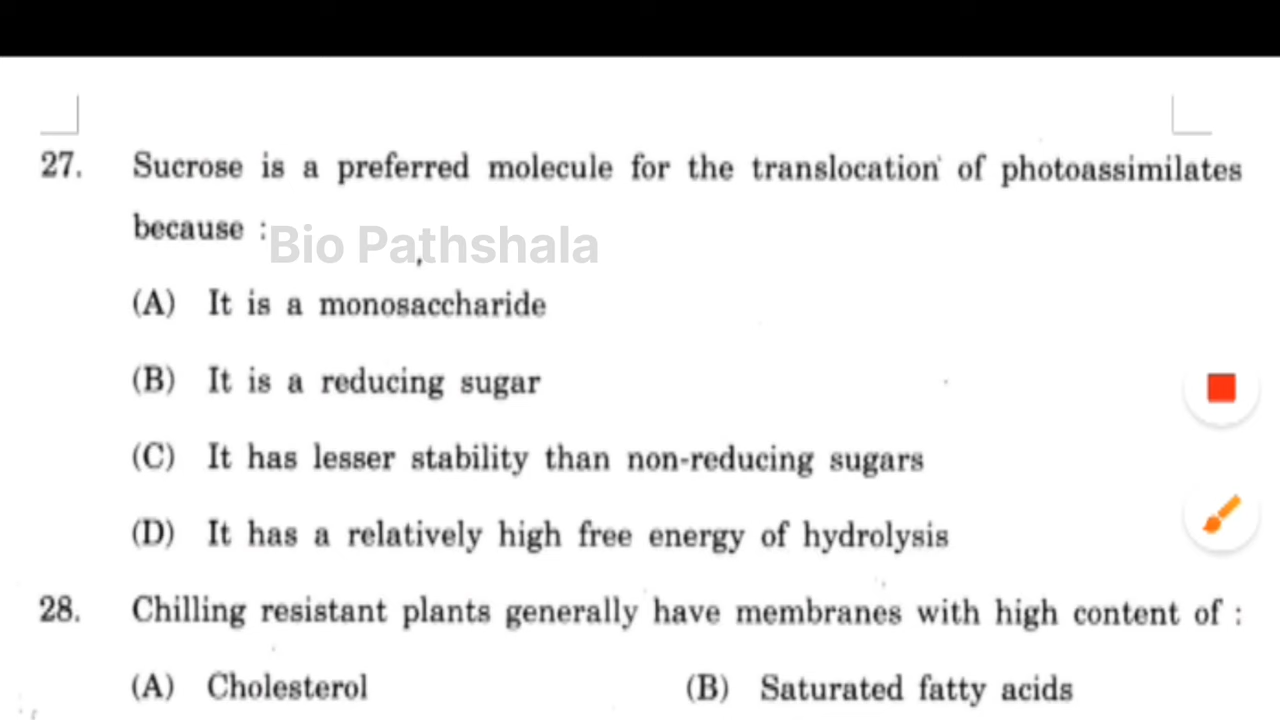 27. Sucrose is a preferred molecule for the translocation of photoassimilates
because :
Bio Pathshala
(A) It is a monosaccharide
(B) It is a reducing sugar
(C) It has lesser stability than non-reducing sugars
(D) It has a relatively high free energy of hydrolysis
28. Chilling resistant plants generally have membranes with high content of :
(A) Cholesterol (B) Saturated fatty acids